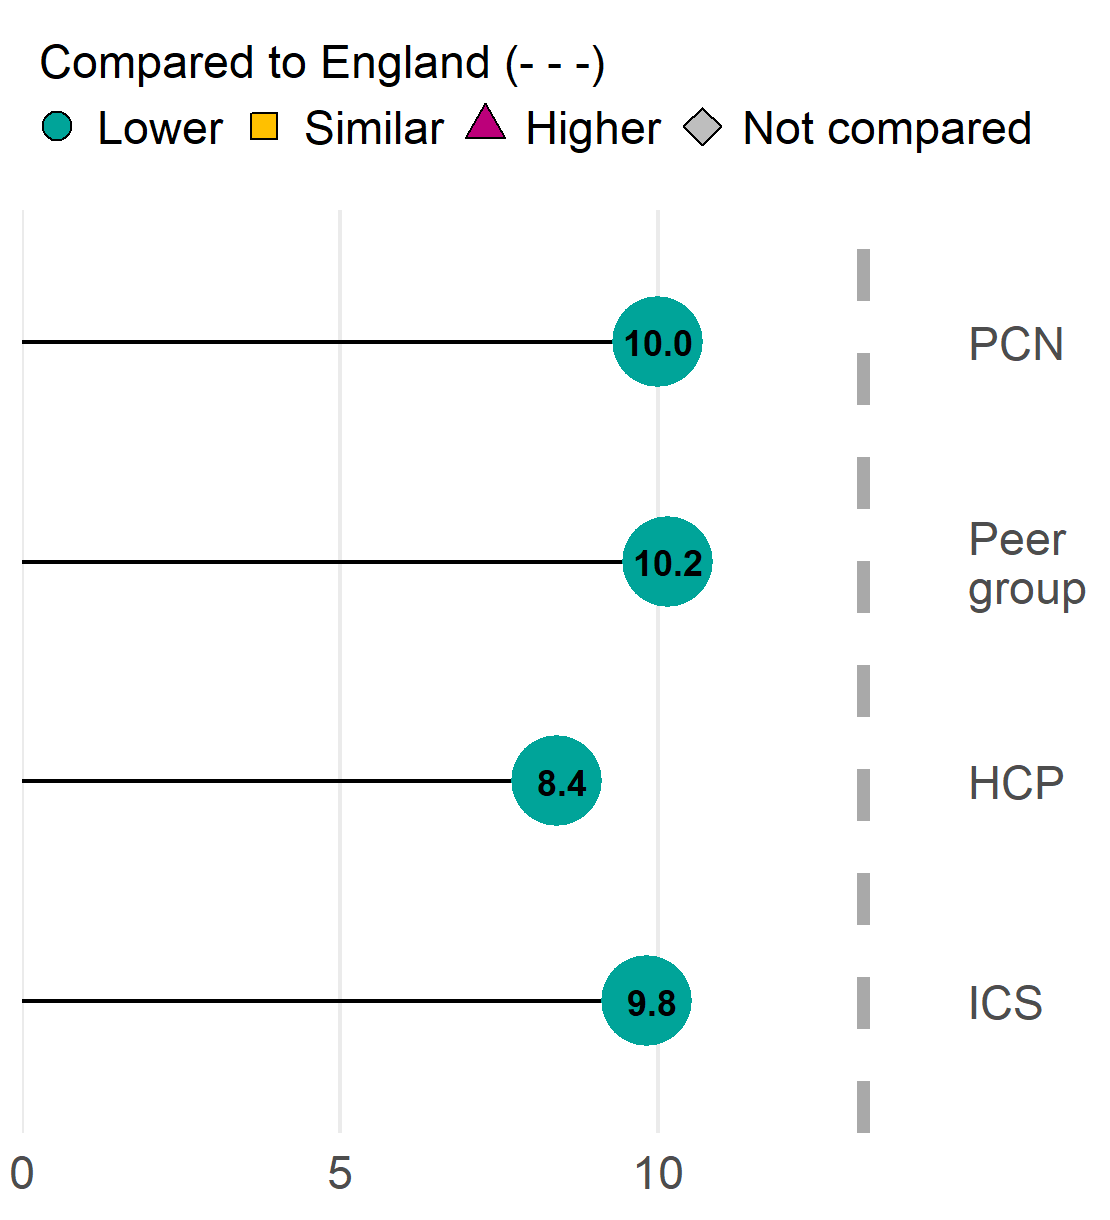 Compared to England (- - -)
Lower Similar Higher Not compared
10.0 PCN
10.2 Peer
group
8.4 HCP
9.8 ICS
0 5 10